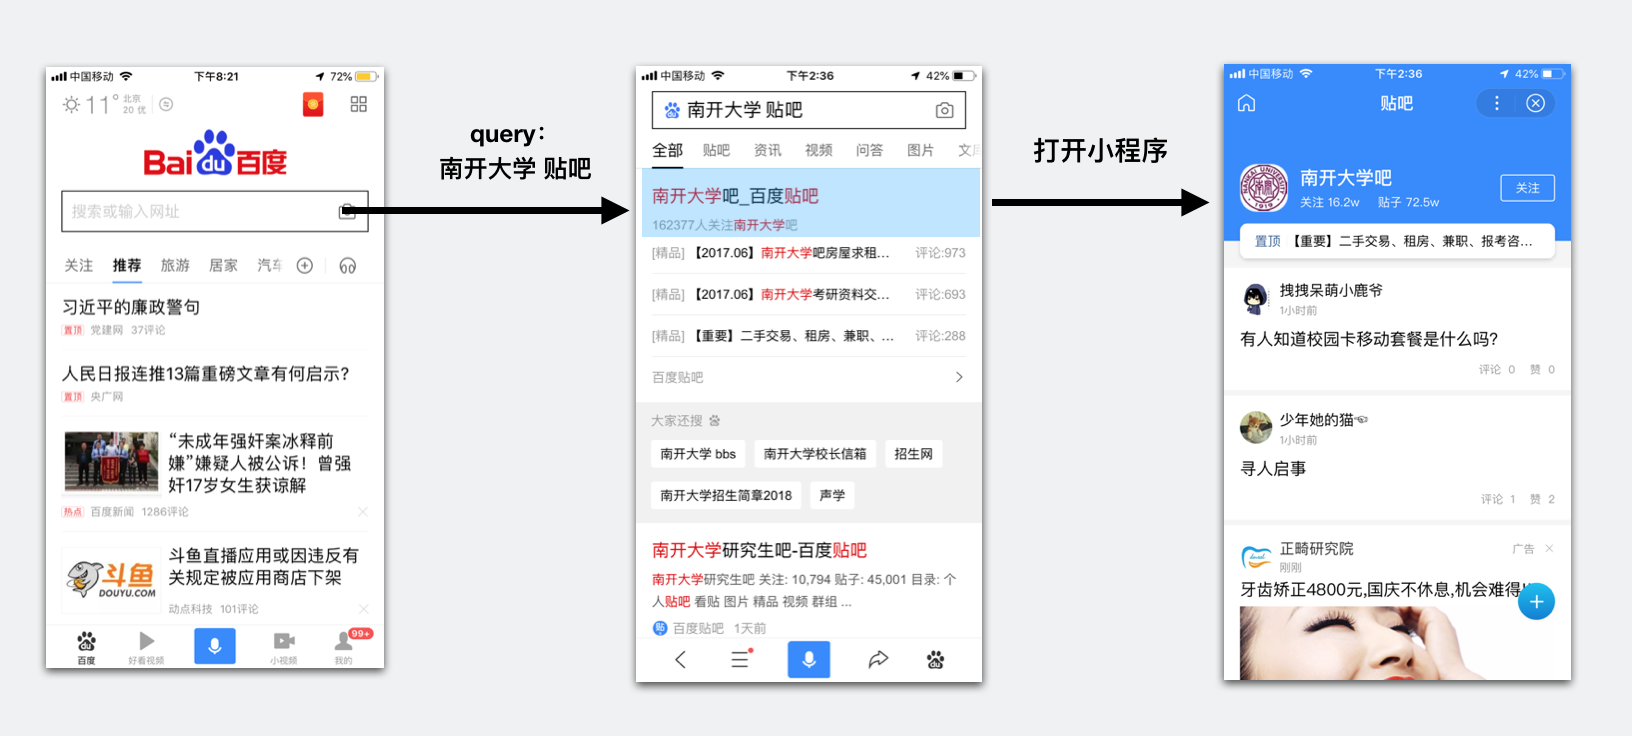 中国移动 下午8:21 72%
11° 北京
20 优
Bai du 百度
搜索或输入网址
关注 推荐 旅游 居家 汽车
习近平的廉政警句
置顶 党建网 37评论
人民日报连推13篇重磅文章有何启示?
置顶 央广网
“未成年强奸案冰释前
嫌”嫌疑人被公诉！曾强
奸17岁女生获谅解
热点 百度新闻 1286评论
斗鱼
DOUYU.COM
斗鱼直播应用或因违反有
关规定被应用商店下架
动点科技 101评论
百度 好看视频 小视频 我的 99+
query：
南开大学 贴吧
中国移动 下午2:36 42%
南开大学 贴吧
全部 贴吧 资讯 视频 问答 图片 文库
南开大学吧_百度贴吧
162377人关注南开大学吧
[精品] 【2017.06】南开大学吧房屋求租... 评论:973
[精品] 【2017.06】南开大学考研资料交... 评论:693
[精品] 【重要】二手交易、租房、兼职、... 评论:288
百度贴吧
大家还搜
南开大学 bbs 南开大学校长信箱 招生网
南开大学招生简章2018 声学
南开大学研究生吧-百度贴吧
南开大学研究生吧 关注: 10,794 贴子: 45,001 目录: 个
人贴吧 看贴 图片 精品 视频 群组 ...
贴 百度贴吧 1天前
打开小程序
中国移动 下午2:36 42%
贴吧
NANKAI UNIVERSITY
1919
南开大学吧
关注 16.2w 贴子 72.5w
关注
置顶 【重要】二手交易、租房、兼职、报考咨...
拽拽呆萌小鹿爷
1小时前
有人知道校园卡移动套餐是什么吗?
评论 0 赞 0
少年她的猫
1小时前
寻人启事
评论 1 赞 2
正畸研究院 广告
刚刚
牙齿矫正4800元,国庆不休息,机会难得!